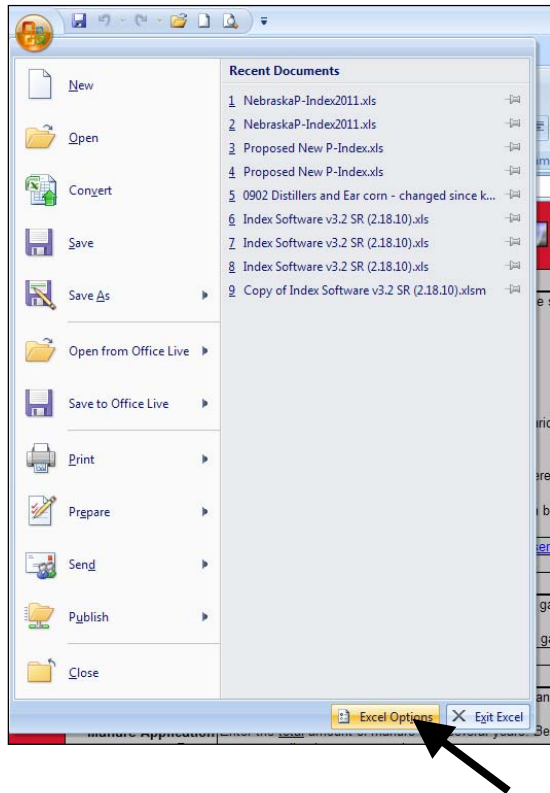 New
Open
Convert
Save
Save As
Open from Office Live
Save to Office Live
Print
Prepare
Send
Publish
Close
Recent Documents
1 NebraskaP-Index2011.xls
2 NebraskaP-Index2011.xls
3 Proposed New P-Index.xls
4 Proposed New P-Index.xls
5 0902 Distillers and Ear corn - changed since k...
6 Index Software v3.2 SR (2.18.10).xls
7 Index Software v3.2 SR (2.18.10).xls
8 Index Software v3.2 SR (2.18.10).xls
9 Copy of Index Software v3.2 SR (2.18.10).xlsm
Excel Options
Exit Excel
Manure Application